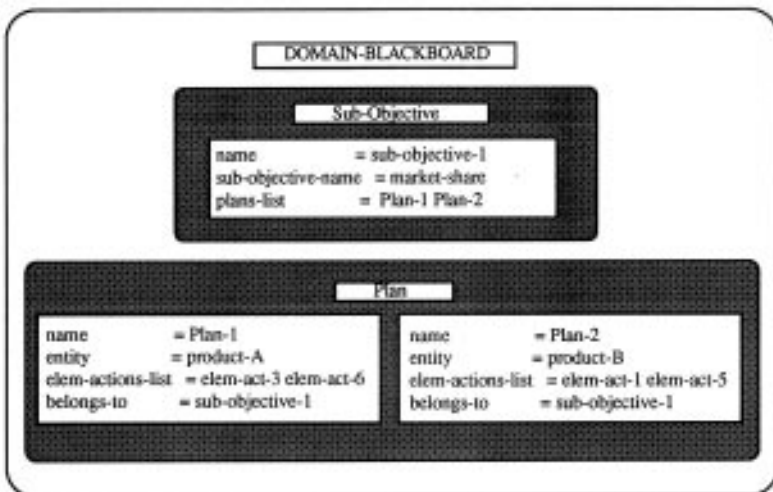 DOMAIN-BLACKBOARD
Sub-Objective
name = sub-objective-1
sub-objective-name = market-share
plans-list = Plan-1 Plan-2
Plan
name = Plan-1
entity = product-A
elem-actions-list = elem-act-3 elem-act-6
belongs-to = sub-objective-1
name = Plan-2
entity = product-B
elem-actions-list = elem-act-1 elem-act-5
belongs-to = sub-objective-1